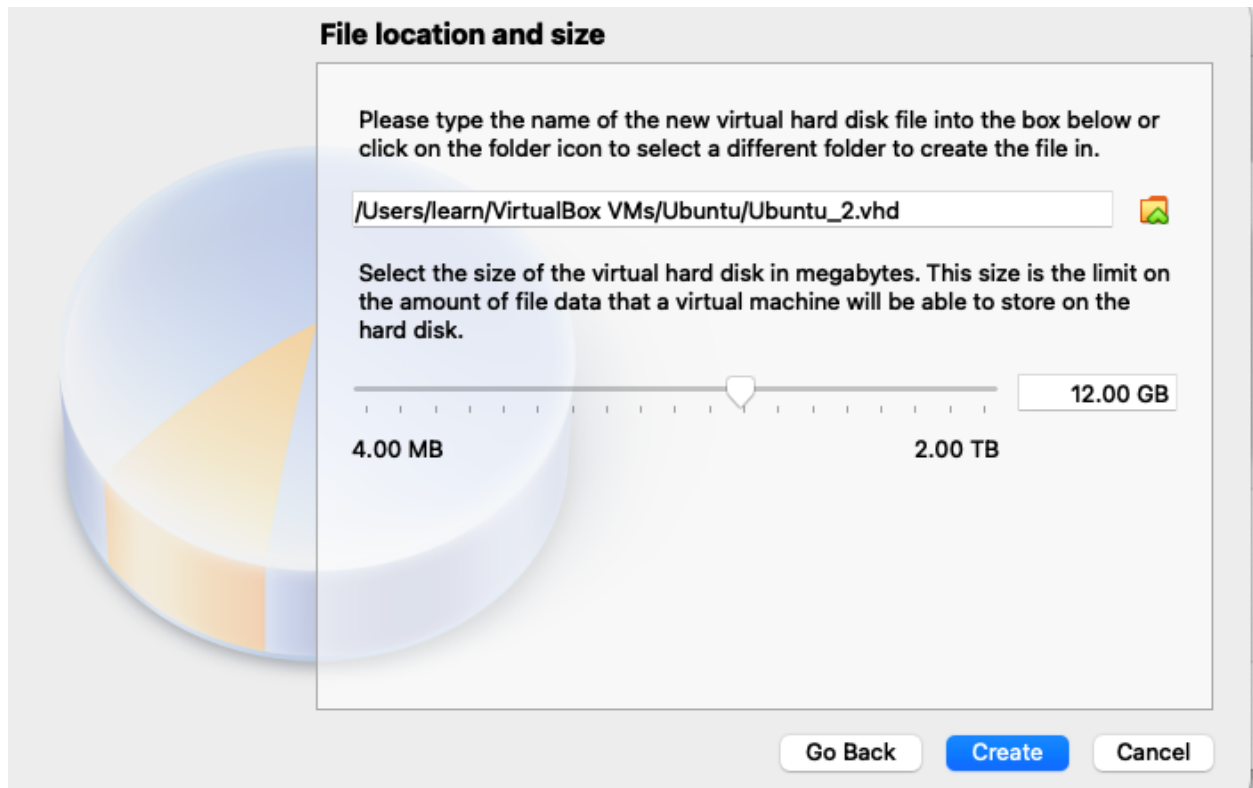 File location and size
Please type the name of the new virtual hard disk file into the box below or
click on the folder icon to select a different folder to create the file in.
/Users/learn/VirtualBox VMs/Ubuntu/Ubuntu_2.vhd
Select the size of the virtual hard disk in megabytes. This size is the limit on
the amount of file data that a virtual machine will be able to store on the
hard disk.
12.00 GB
4.00 MB 2.00 TB
Go Back Create Cancel